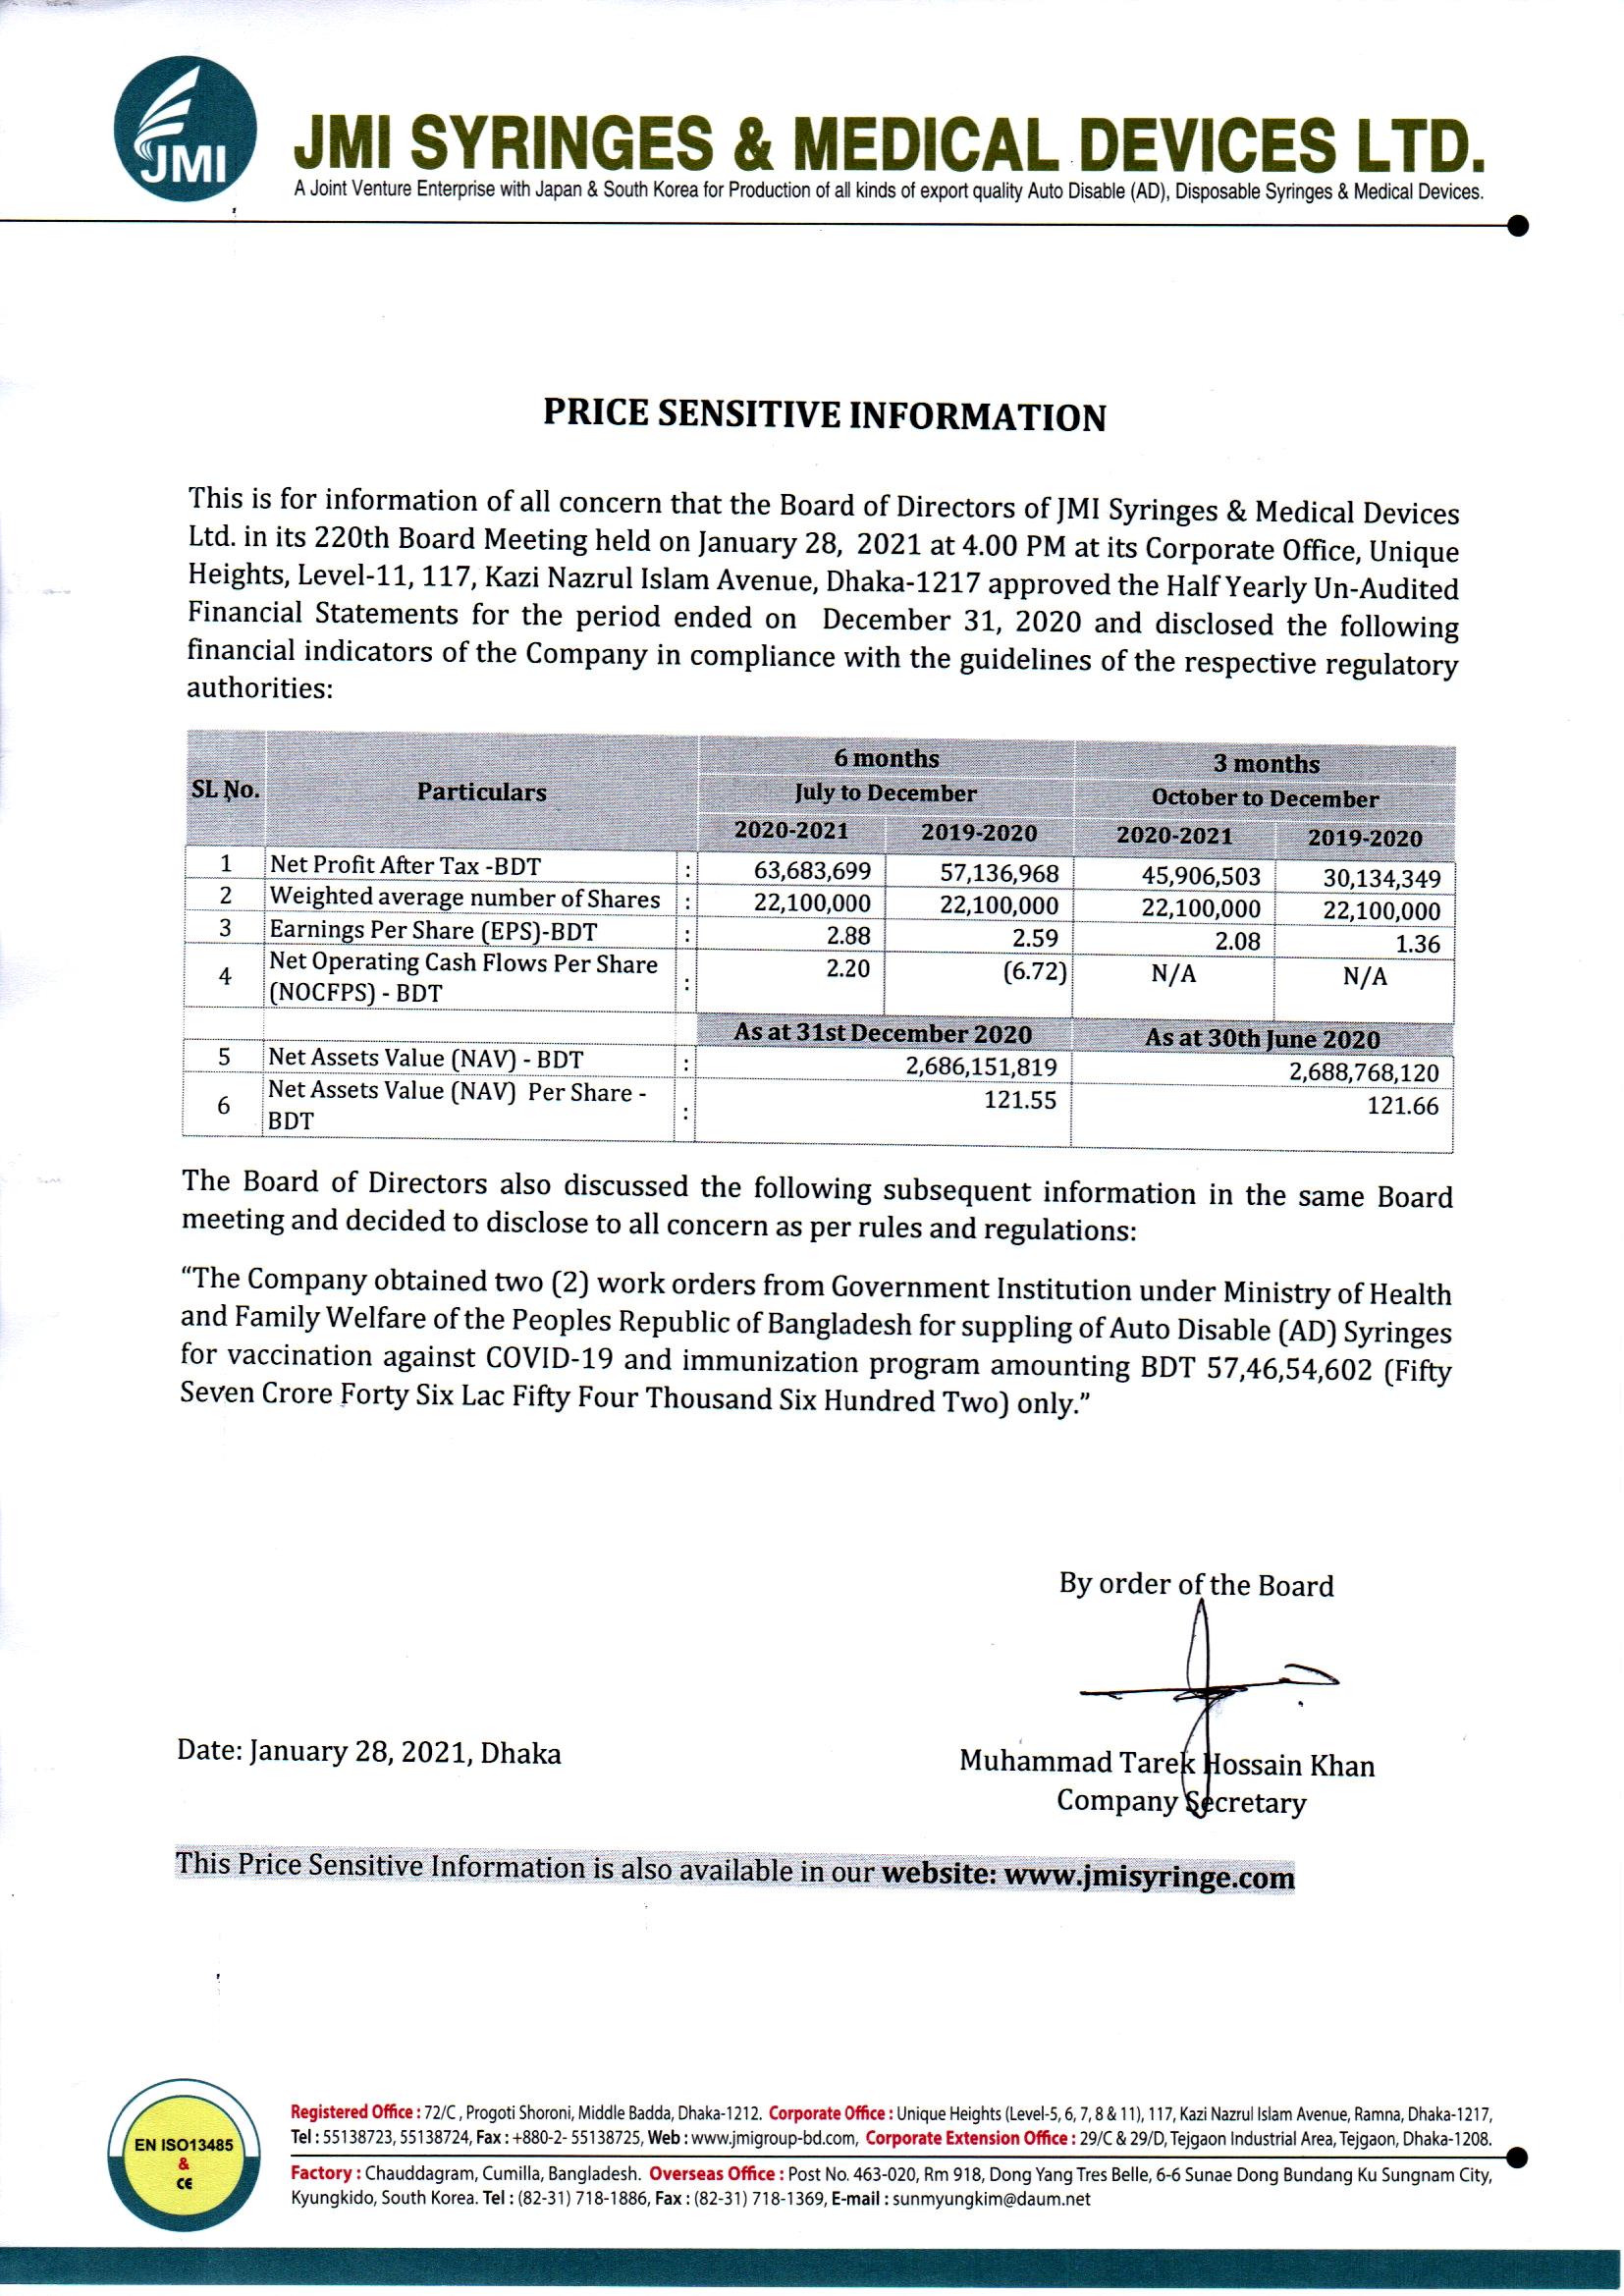 JMI
JMI SYRINGES & MEDICAL DEVICES LTD.
A Joint Venture Enterprise with Japan & South Korea for Production of all kinds of export quality Auto Disable (AD), Disposable Syringes & Medical Devices.
PRICE SENSITIVE INFORMATION
This is for information of all concern that the Board of Directors of JMI Syringes & Medical Devices
Ltd. in its 220th Board Meeting held on January 28, 2021 at 4.00 PM at its Corporate Office, Unique
Heights, Level-11, 117, Kazi Nazrul Islam Avenue, Dhaka-1217 approved the Half Yearly Un-Audited
Financial Statements for the period ended on December 31, 2020 and disclosed the following
financial indicators of the Company in compliance with the guidelines of the respective regulatory
authorities:
6 months 3 months
SL No. Particulars July to December October to December
2020-2021 2019-2020 2020-2021 2019-2020
1 Net Profit After Tax -BDT : 63,683,699 57,136,968 45,906,503 30,134,349
2 Weighted average number of Shares : 22,100,000 22,100,000 22,100,000 22,100,000
3 Earnings Per Share (EPS)-BDT : 2.88 2.59 2.08 1.36
4 Net Operating Cash Flows Per Share : 2.20 (6.72) N/A N/A
(NOCFPS) - BDT
As at 31st December 2020 As at 30th June 2020
5 Net Assets Value (NAV) - BDT : 2,686,151,819 2,688,768,120
6 Net Assets Value (NAV) Per Share - : 121.55 121.66
BDT
The Board of Directors also discussed the following subsequent information in the same Board
meeting and decided to disclose to all concern as per rules and regulations:
“The Company obtained two (2) work orders from Government Institution under Ministry of Health
and Family Welfare of the Peoples Republic of Bangladesh for suppling of Auto Disable (AD) Syringes
for vaccination against COVID-19 and immunization program amounting BDT 57,46,54,602 (Fifty
Seven Crore Forty Six Lac Fifty Four Thousand Six Hundred Two) only.”
By order of the Board
Date: January 28, 2021, Dhaka
Muhammad Tarek Hossain Khan
Company Secretary
This Price Sensitive Information is also available in our website: www.jmisyringe.com
EN ISO13485
&
CE
Registered Office : 72/C , Progoti Shoroni, Middle Badda, Dhaka-1212. Corporate Office : Unique Heights (Level-5, 6, 7, 8 & 11), 117, Kazi Nazrul Islam Avenue, Ramna, Dhaka-1217,
Tel : 55138723, 55138724, Fax : +880-2- 55138725, Web : www.jmigroup-bd.com, Corporate Extension Office : 29/C & 29/D, Tejgaon Industrial Area, Tejgaon, Dhaka-1208.
Factory : Chauddagram, Cumilla, Bangladesh. Overseas Office : Post No. 463-020, Rm 918, Dong Yang Tres Belle, 6-6 Sunae Dong Bundang Ku Sungnam City,
Kyungkido, South Korea. Tel : (82-31) 718-1886, Fax : (82-31) 718-1369, E-mail : sunmyungkim@daum.net